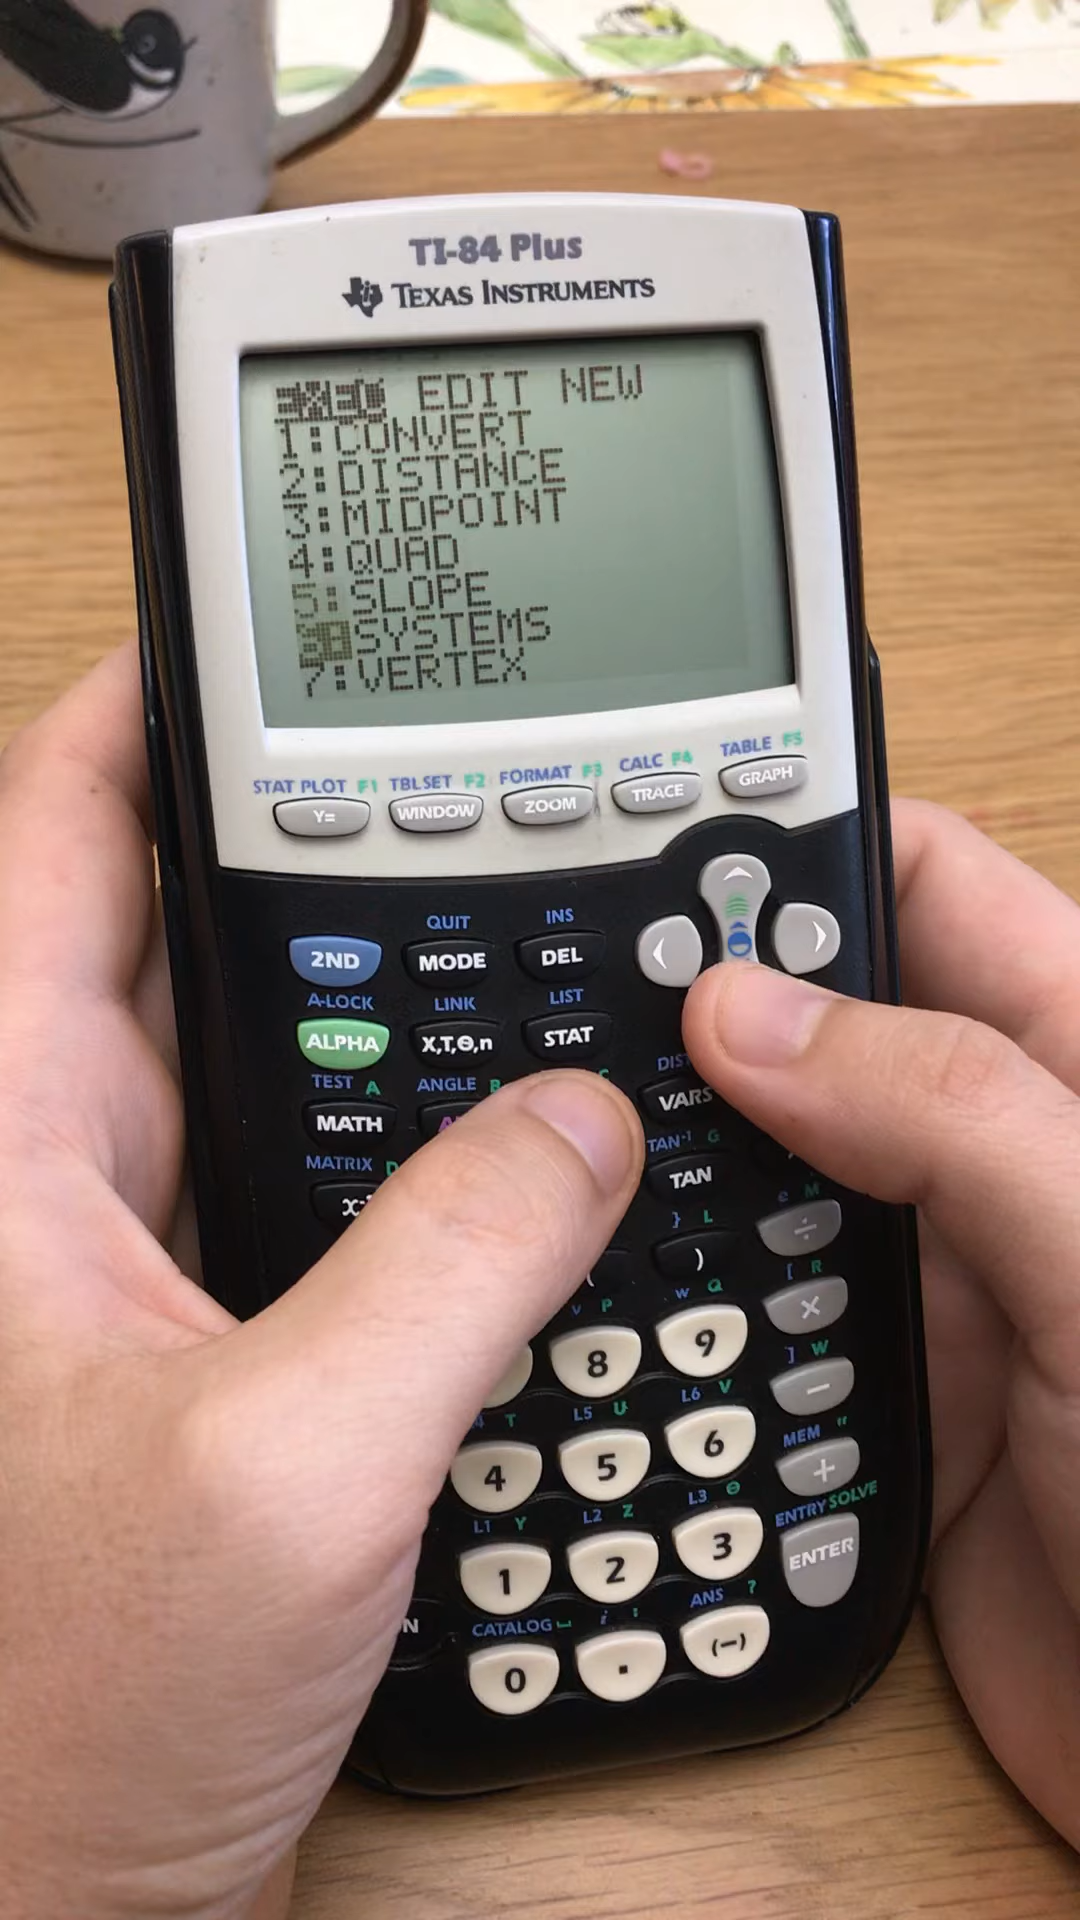 TI-84 Plus
TEXAS INSTRUMENTS
EXEC EDIT NEW
1:CONVERT
2:DISTANCE
3:MIDPOINT
4:QUAD
5:SLOPE
6:SYSTEMS
7:VERTEX
STAT PLOT F1 TBLSET F2 FORMAT F3 CALC F4 TABLE F5
Y= WINDOW ZOOM TRACE GRAPH
QUIT INS
2ND MODE DEL
A-LOCK LINK LIST
ALPHA X,T,Θ,n STAT
TEST A ANGLE B C
MATH VARS
MATRIX D TAN⁻¹ G
TAN
} L e M
( ) ÷
v P w Q [ R
8 9 ×
T L5 U L6 V ] W
4 5 6 −
L1 Y L2 Z L3 Θ MEM "
1 2 3 +
CATALOG i : ANS ? ENTRY SOLVE
0 . (−) ENTER
N